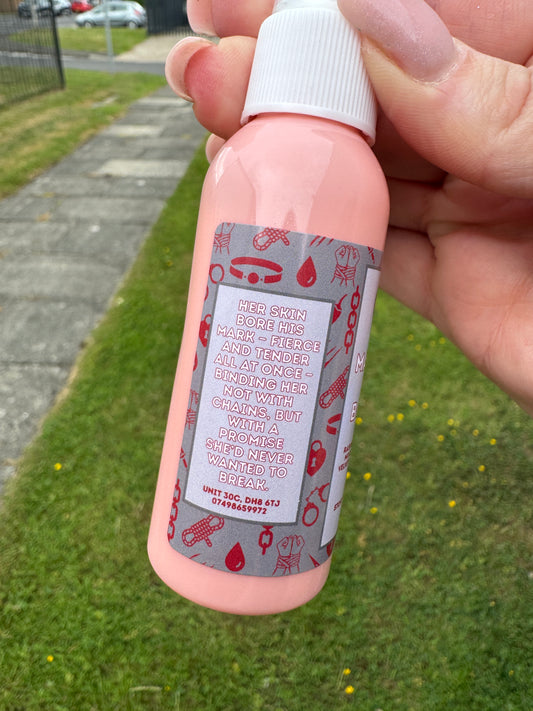 HER SKIN
BORE HIS
MARK - FIERCE
AND TENDER
ALL AT ONCE -
BINDING HER
NOT WITH
CHAINS, BUT
WITH A
PROMISE
SHE'D NEVER
WANTED TO
BREAK.
UNIT 30C, DH8 6TJ
07498659972